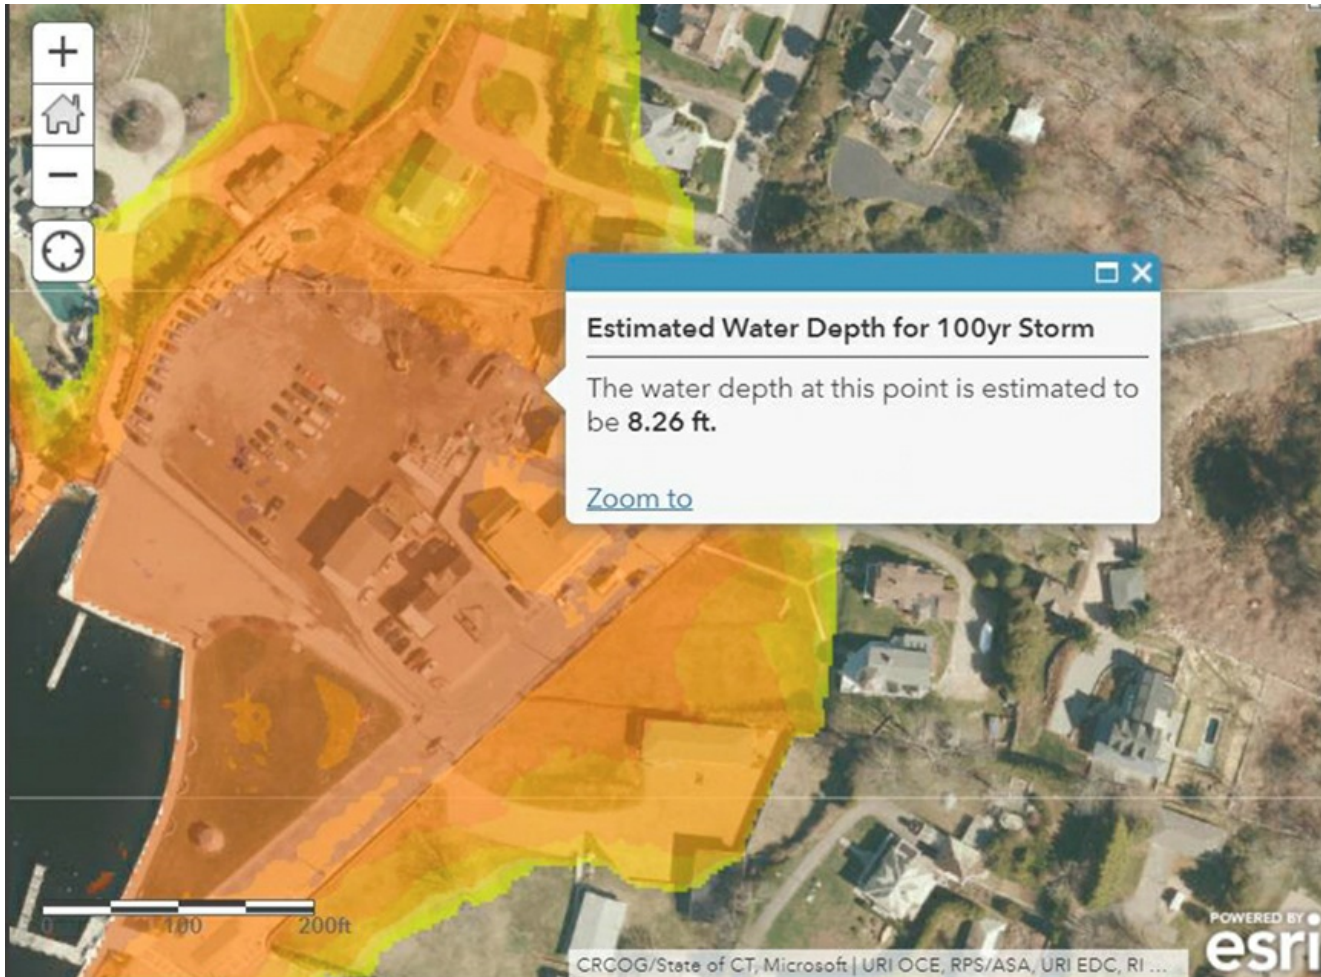 +
−
Estimated Water Depth for 100yr Storm
The water depth at this point is estimated to
be 8.26 ft.
Zoom to
0 100 200ft
CRCOG/State of CT, Microsoft | URI OCE, RPS/ASA, URI EDC, RI ...
POWERED BY
esri